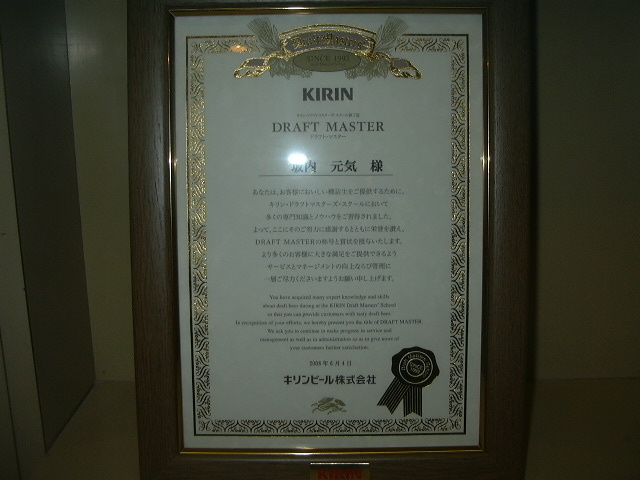 DRAFT MASTER
SINCE 1995
KIRIN
DRAFT MASTER
ドラフトマスター
坂内 元気 様
あなたは、お客様においしい樽詰生をご提供するために、
キリン・ドラフトマスターズ・スクールにおいて
多くの専門知識とノウハウをご習得されました。
よって、ここにそのご努力に感謝するとともに栄誉を讃え、
DRAFT MASTERの称号と賞状を授与いたします。
より多くのお客様に大きな満足をご提供できるよう
サービスとマネージメントの向上ならび管理に
一層ご尽力くださいますようお願い申し上げます。
You have acquired many expert knowledge and skills
about draft beer during at the KIRIN Draft Masters' School
so that you can provide customers with tasty draft beer.
In recognition of your efforts, we hereby present you the title of DRAFT MASTER.
We ask you to continue to make progress in service and
management as well as in administration so as to give more of
your customers further satisfaction.
2008年6月4日
キリンビール株式会社
KIRIN